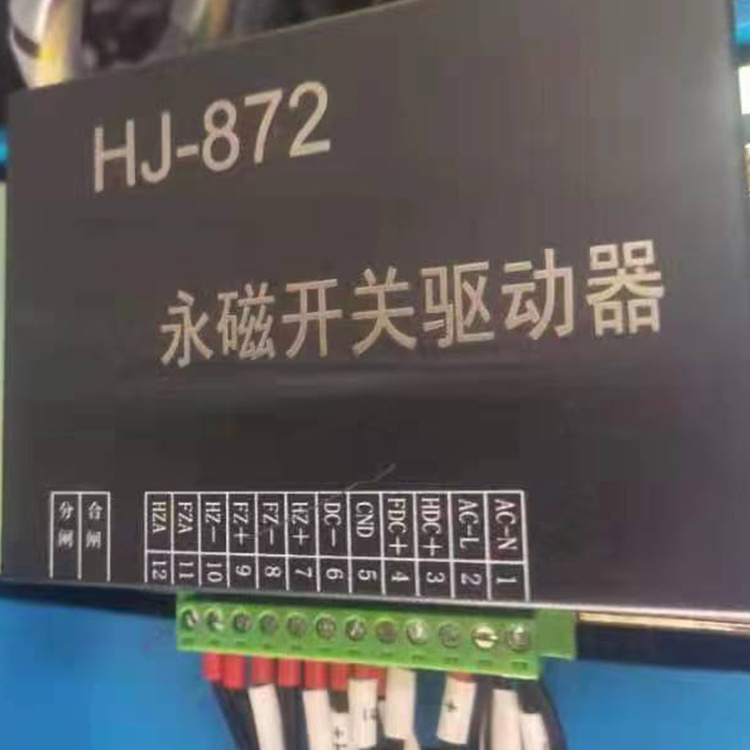 HJ-872
永磁开关驱动器
分闸
合闸
HZA 12
FZA 11
HZ- 10
FZ+ 9
FZ- 8
HZ+ 7
DC- 6
CND 5
FDC+ 4
HDC+ 3
AC-L 2
AC-N 1